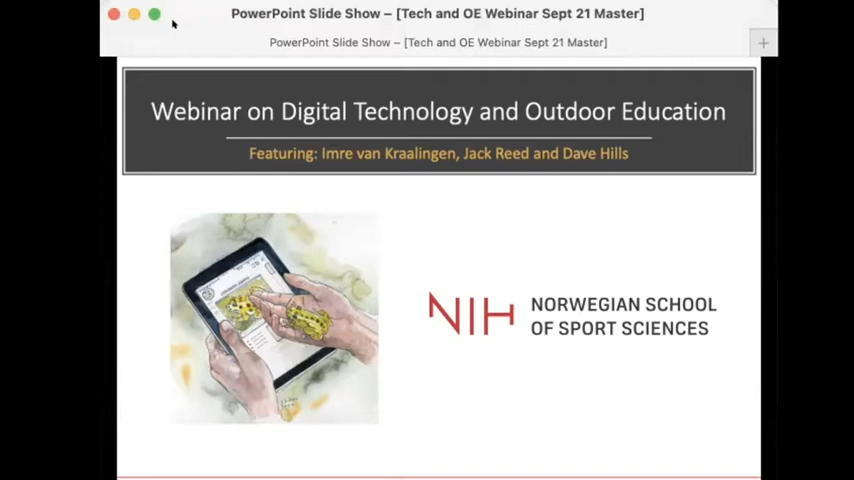 PowerPoint Slide Show – [Tech and OE Webinar Sept 21 Master]
PowerPoint Slide Show – [Tech and OE Webinar Sept 21 Master]
Webinar on Digital Technology and Outdoor Education
Featuring: Imre van Kraalingen, Jack Reed and Dave Hills
NIH
NORWEGIAN SCHOOL
OF SPORT SCIENCES